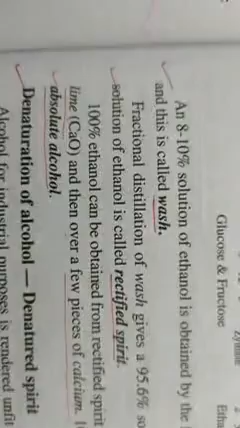 Zymase
Glucose & Fructose Etha
An 8-10% solution of ethanol is obtained by the
and this is called wash.
Fractional distillation of wash gives a 95.6% so
solution of ethanol is called rectified spirit.
100% ethanol can be obtained from rectified spirit
lime (CaO) and then over a few pieces of calcium.
absolute alcohol.
Denaturation of alcohol — Denatured spirit
Alcohol for industrial purposes is rendered unfit